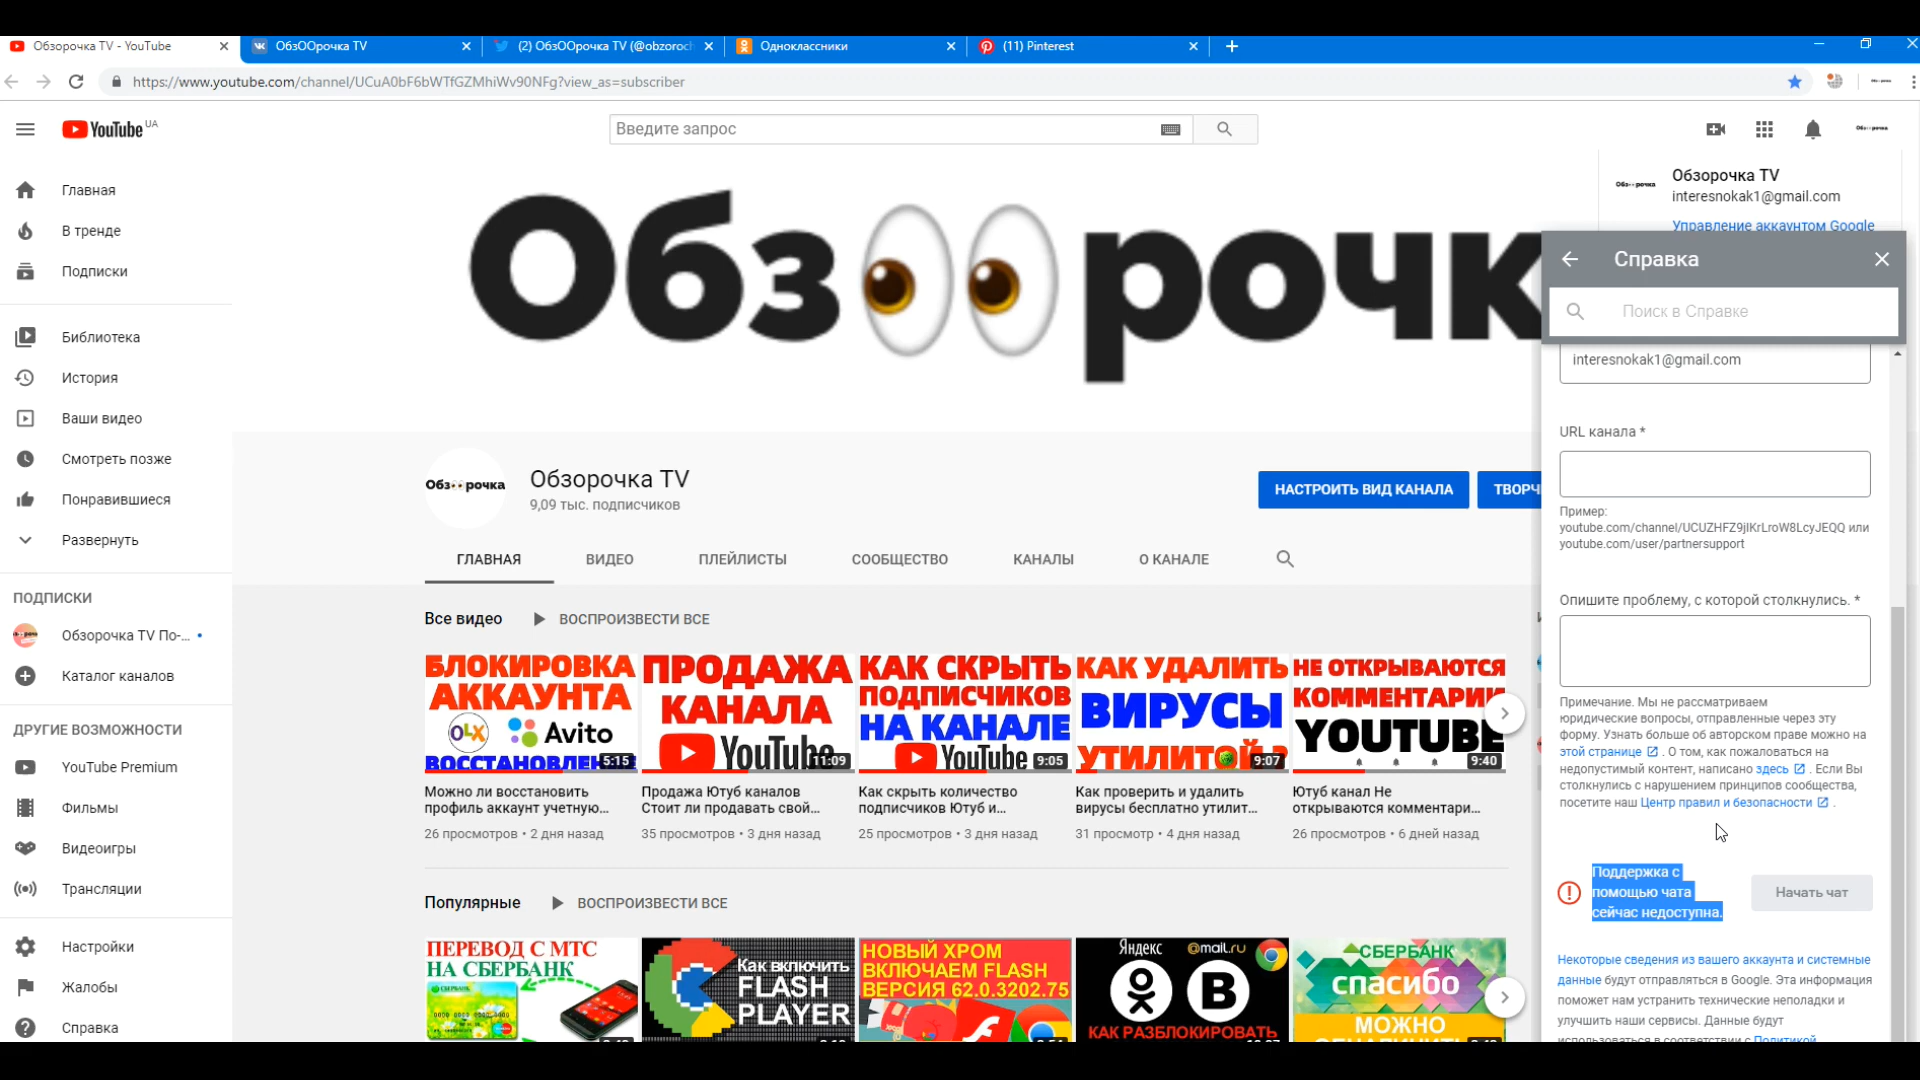 Обзорочка TV - YouTube
ОбзООрочка TV
(2) ОбзООрочка TV (@obzoroch
Одноклассники
(11) Pinterest
https://www.youtube.com/channel/UCuA0bF6bWTfGZMhiWv90NFg?view_as=subscriber
YouTube UA
Введите запрос
Главная
В тренде
Подписки
Библиотека
История
Ваши видео
Смотреть позже
Понравившиеся
Развернуть
ПОДПИСКИ
Обзорочка TV По-...
Каталог каналов
ДРУГИЕ ВОЗМОЖНОСТИ
YouTube Premium
Фильмы
Видеоигры
Трансляции
Настройки
Жалобы
Справка
Обз👀рочк
Обз👀рочка
Обзорочка TV
9,09 тыс. подписчиков
НАСТРОИТЬ ВИД КАНАЛА
ТВОРЧ
ГЛАВНАЯ
ВИДЕО
ПЛЕЙЛИСТЫ
СООБЩЕСТВО
КАНАЛЫ
О КАНАЛЕ
Все видео
ВОСПРОИЗВЕСТИ ВСЕ
БЛОКИРОВКА
АККАУНТА
OLX Avito
ВОССТАНОВЛЕНИЕ
5:15
Можно ли восстановить
профиль аккаунт учетную...
26 просмотров • 2 дня назад
ПРОДАЖА
КАНАЛА
YouTube
11:09
Продажа Ютуб каналов
Стоит ли продавать свой...
35 просмотров • 3 дня назад
КАК СКРЫТЬ
ПОДПИСЧИКОВ
НА КАНАЛЕ
YouTube
9:05
Как скрыть количество
подписчиков Ютуб и...
25 просмотров • 3 дня назад
КАК УДАЛИТЬ
ВИРУСЫ
УТИЛИТОЙ ?
9:07
Как проверить и удалить
вирусы бесплатно утилит...
31 просмотр • 4 дня назад
НЕ ОТКРЫВАЮТСЯ
КОММЕНТАРИИ
YOUTUBE
9:40
Ютуб канал Не
открываются комментари...
26 просмотров • 6 дней назад
Популярные
ВОСПРОИЗВЕСТИ ВСЕ
ПЕРЕВОД С МТС
НА СБЕРБАНК
Как включить
FLASH
PLAYER
НОВЫЙ ХРОМ
ВКЛЮЧАЕМ FLASH
ВЕРСИЯ 62.0.3202.75
Яндекс @mail.ru
КАК РАЗБЛОКИРОВАТЬ
СБЕРБАНК
спасибо
МОЖНО
Обзорочка TV
interesnokak1@gmail.com
Управление аккаунтом Google
Справка
Поиск в Справке
interesnokak1@gmail.com
URL канала *
Пример:
youtube.com/channel/UCUZHFZ9jIKrLroW8LcyJEQQ или
youtube.com/user/partnersupport
Опишите проблему, с которой столкнулись. *
Примечание. Мы не рассматриваем
юридические вопросы, отправленные через эту
форму. Узнать больше об авторском праве можно на
этой странице . О том, как пожаловаться на
недопустимый контент, написано здесь . Если Вы
столкнулись с нарушением принципов сообщества,
посетите наш Центр правил и безопасности .
Поддержка с
помощью чата
сейчас недоступна.
Начать чат
Некоторые сведения из вашего аккаунта и системные
данные будут отправляться в Google. Эта информация
поможет нам устранить технические неполадки и
улучшить наши сервисы. Данные будут
использоваться в соответствии с Политикой